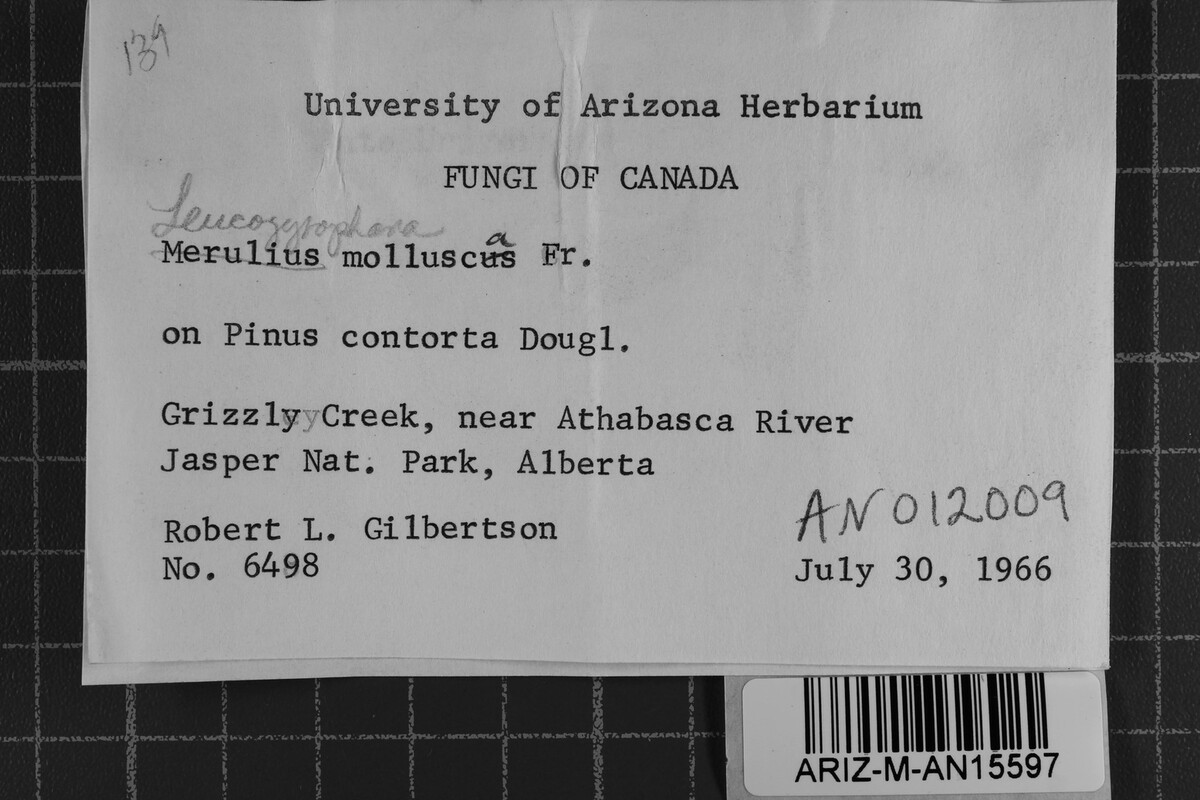 139
University of Arizona Herbarium
FUNGI OF CANADA
Leucogyrophana
Merulius molluscus a Fr.
on Pinus contorta Dougl.
Grizzly Creek, near Athabasca River
Jasper Nat. Park, Alberta
Robert L. Gilbertson
No. 6498
AN012009
July 30, 1966
ARIZ-M-AN15597